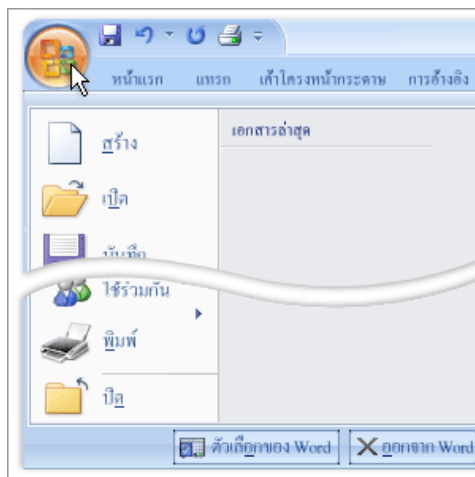 หน้าแรก แทรก เค้าโครงหน้ากระดาษ การอ้างอิง
สร้าง
เอกสารล่าสุด
เปิด
บันทึก
ใช้ร่วมกัน
พิมพ์
ปิด
ตัวเลือกของ Word ออกจาก Word